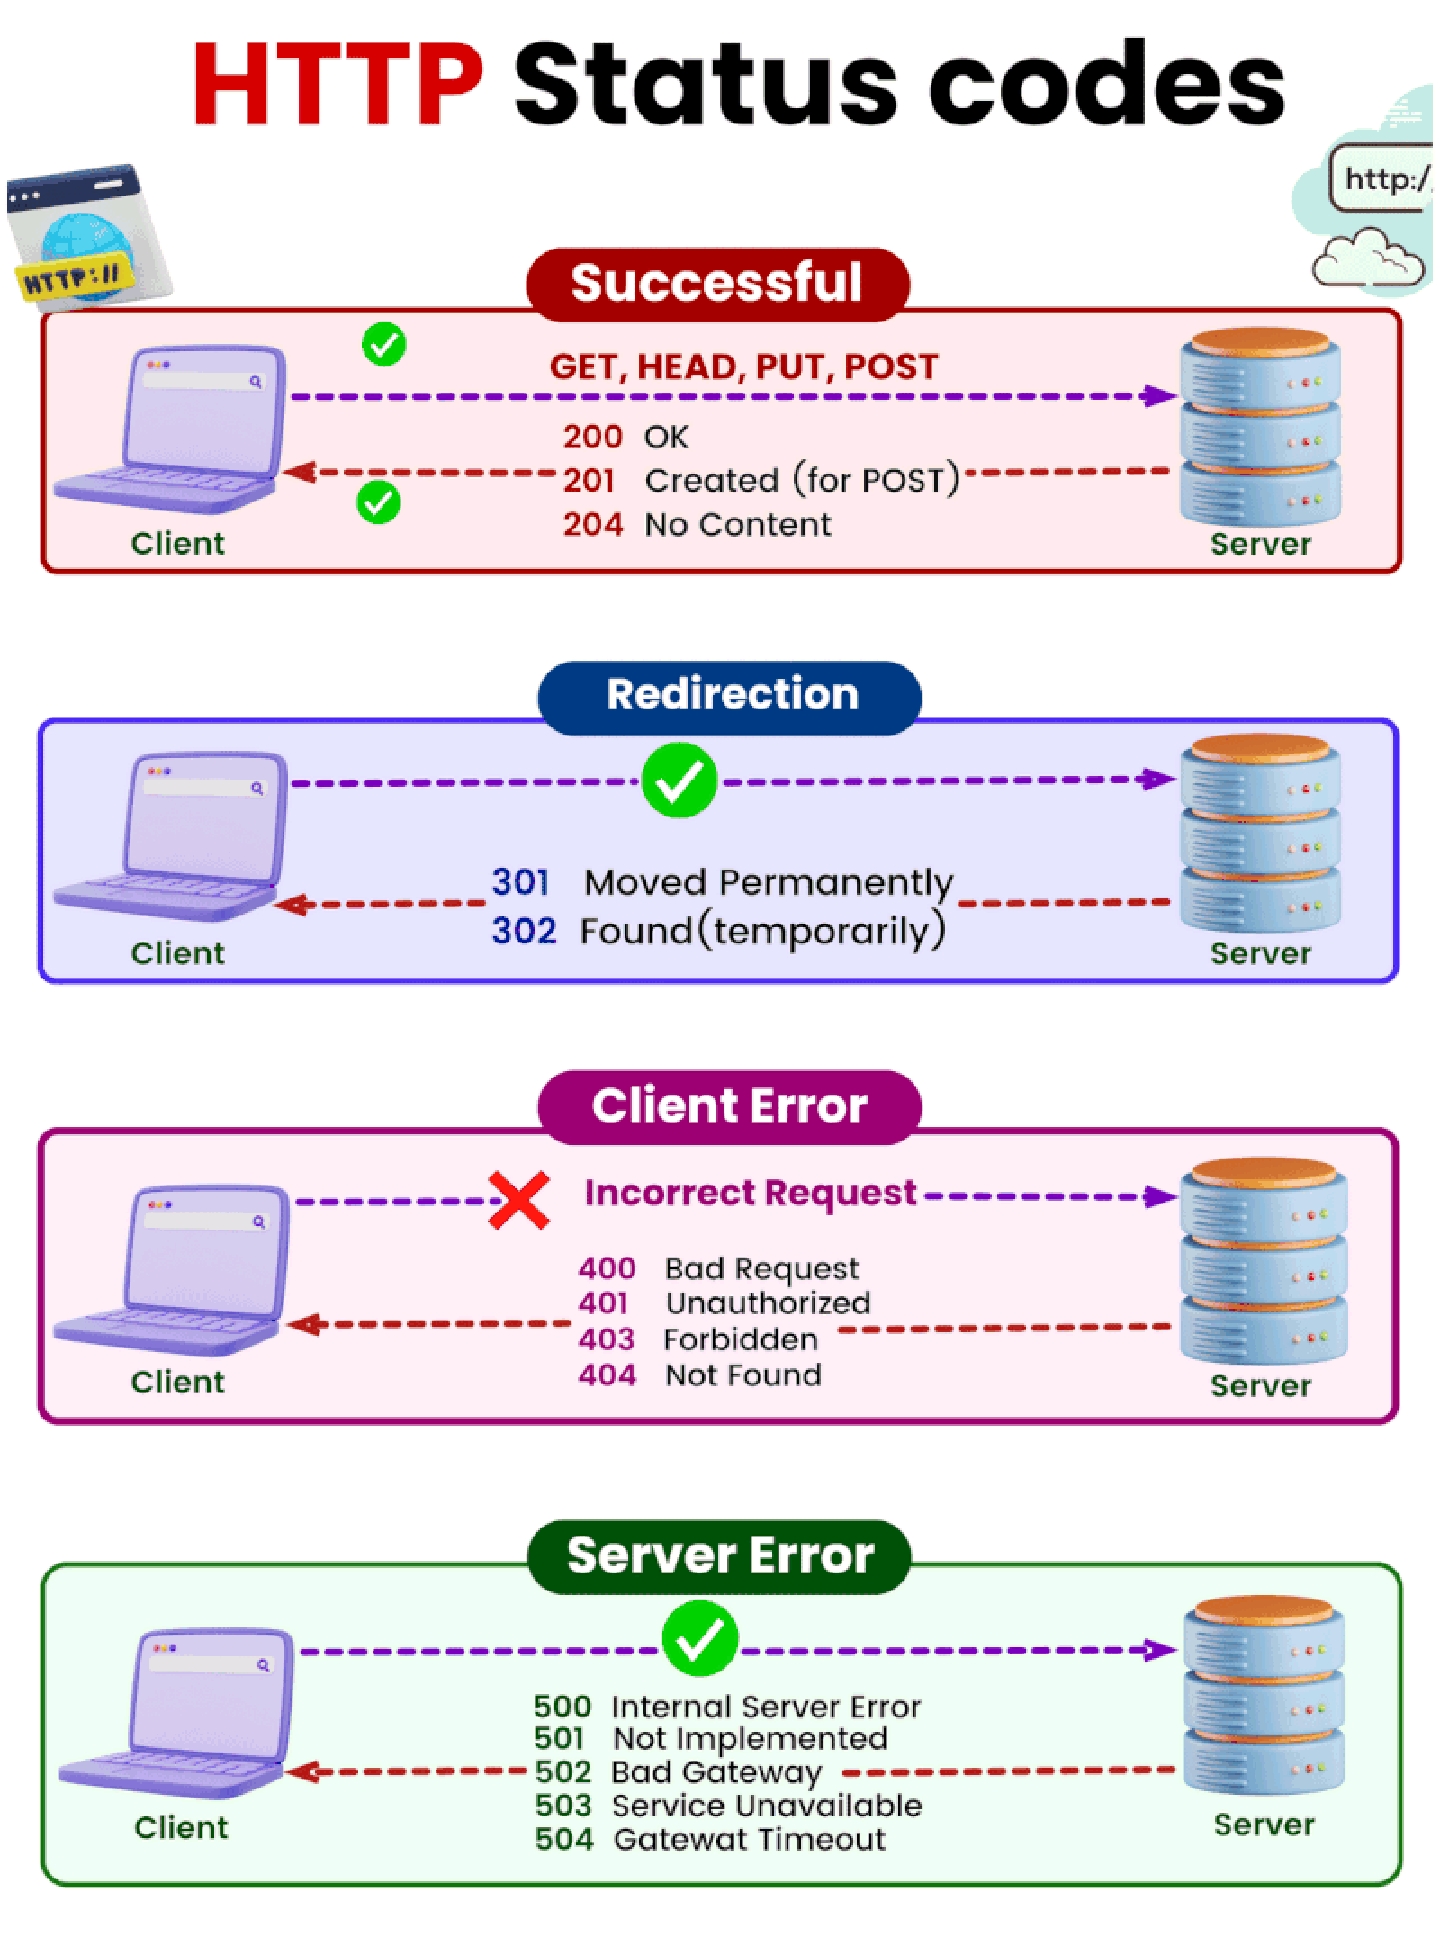 HTTP Status codes
HTTP://
http:/
Successful
GET, HEAD, PUT, POST
200 OK
201 Created (for POST)
204 No Content
Client
Server
Redirection
301 Moved Permanently
302 Found(temporarily)
Client
Server
Client Error
Incorrect Request
400 Bad Request
401 Unauthorized
403 Forbidden
404 Not Found
Client
Server
Server Error
500 Internal Server Error
501 Not Implemented
502 Bad Gateway
503 Service Unavailable
504 Gatewat Timeout
Client
Server